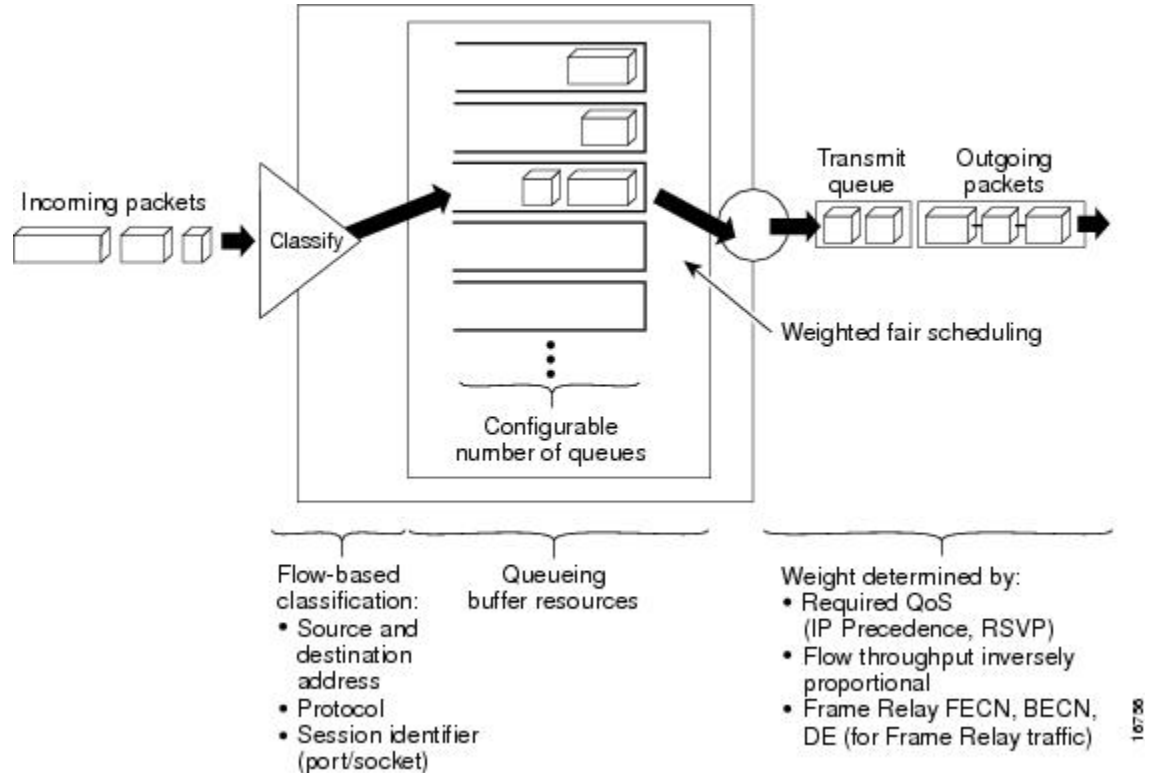 Incoming packets
Classify
Transmit
queue
Outgoing
packets
Weighted fair scheduling
Configurable
number of queues
Flow-based
classification:
• Source and
destination
address
• Protocol
• Session identifier
(port/socket)
Queueing
buffer resources
Weight determined by:
• Required QoS
(IP Precedence, RSVP)
• Flow throughput inversely
proportional
• Frame Relay FECN, BECN,
DE (for Frame Relay traffic)
16756